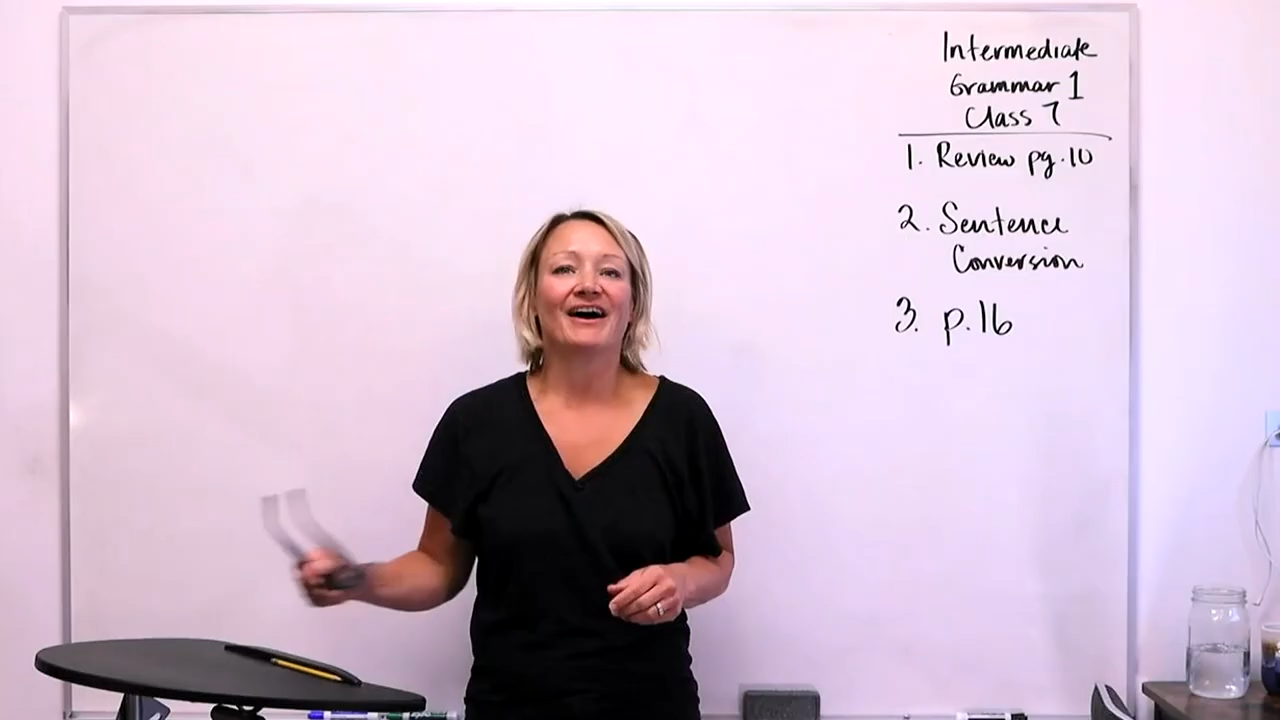 Intermediate
Grammar 1
Class 7
1. Review pg. 10
2. Sentence
Conversion
3. p. 16